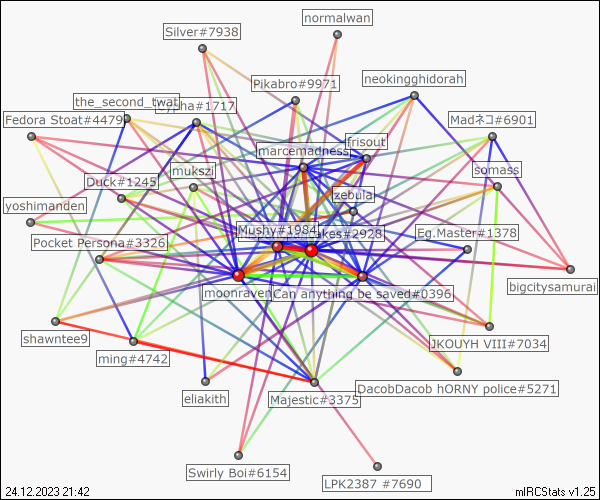 normalwan
Silver#7938
neokingghidorah
Pikabro#9971
the_second_twat
#1717
Fedora Stoat#4479
Madネコ#6901
frisout
marcemadness
mukszi
somass
Duck#1245
zebula
yoshimanden
Mushy#1984
cakes#2928
Eg.Master#1378
Pocket Persona#3326
bigcitysamurai
moonraven
Can anything be saved#0396
shawntee9
JKOUYH VIII#7034
ming#4742
DacobDacob hORNY police#5271
eliakith
Majestic#3375
Swirly Boi#6154
LPK2387 #7690
24.12.2023 21:42
mIRCStats v1.25